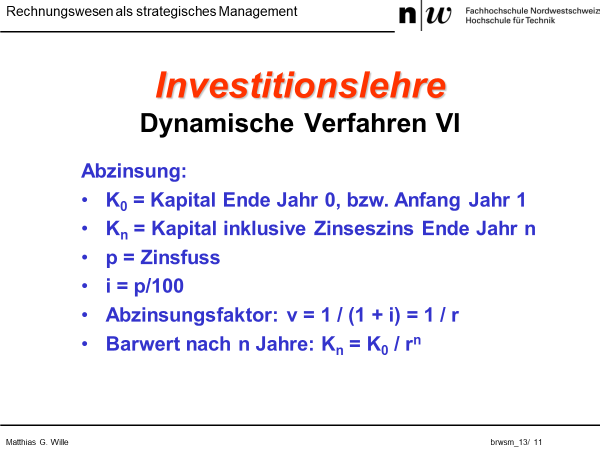 Rechnungswesen als strategisches Management
n w Fachhochschule Nordwestschweiz
Hochschule für Technik
Investitionslehre
Dynamische Verfahren VI
Abzinsung:
• K₀ = Kapital Ende Jahr 0, bzw. Anfang Jahr 1
• Kₙ = Kapital inklusive Zinseszins Ende Jahr n
• p = Zinsfuss
• i = p/100
• Abzinsungsfaktor: v = 1 / (1 + i) = 1 / r
• Barwert nach n Jahre: Kₙ = K₀ / rⁿ
Matthias G. Wille
brwsm_13/ 11